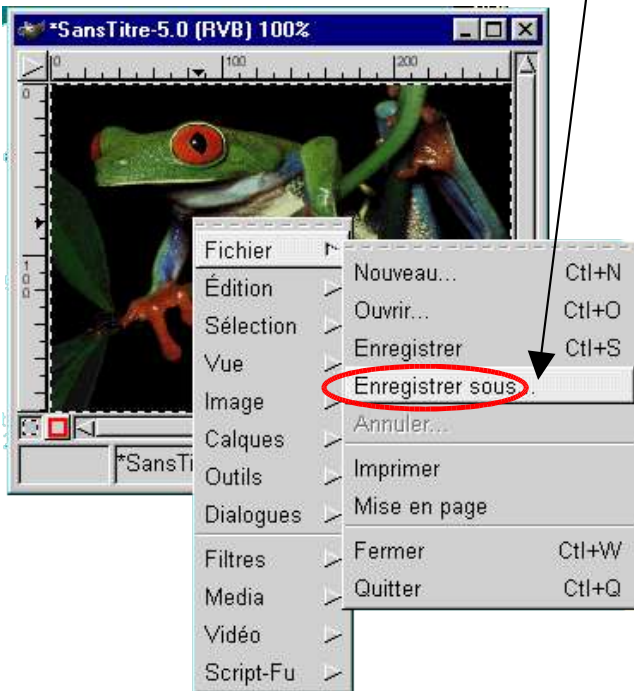 *SansTitre-5.0 (RVB) 100%
0 100 200
0
100
Fichier
Édition
Sélection
Vue
Image
Calques
Outils
Dialogues
Filtres
Media
Vidéo
Script-Fu
Nouveau... Ctl+N
Ouvrir... Ctl+O
Enregistrer Ctl+S
Enregistrer sous...
Annuler...
Imprimer
Mise en page
Fermer Ctl+W
Quitter Ctl+Q
*SansTi